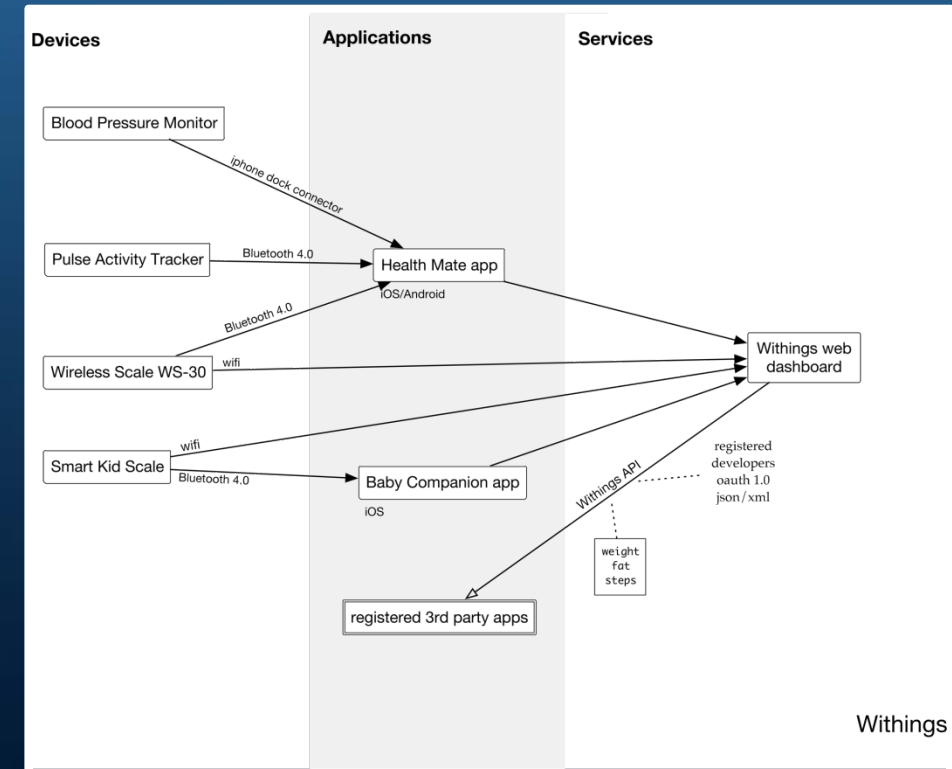 Devices
Applications
Services
Blood Pressure Monitor
iphone dock connector
Pulse Activity Tracker
Bluetooth 4.0
Health Mate app
iOS/Android
Bluetooth 4.0
Wireless Scale WS-30
wifi
Withings web
dashboard
Smart Kid Scale
wifi
Bluetooth 4.0
Baby Companion app
iOS
Withings API
registered
developers
oauth 1.0
json/xml
weight
fat
steps
registered 3rd party apps
Withings